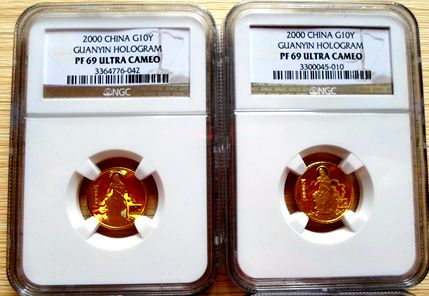 2000 CHINA G10Y
GUANYIN HOLOGRAM
PF 69 ULTRA CAMEO
3364776-042
NGC
2000 CHINA G10Y
GUANYIN HOLOGRAM
PF 69 ULTRA CAMEO
3300045-010
NGC